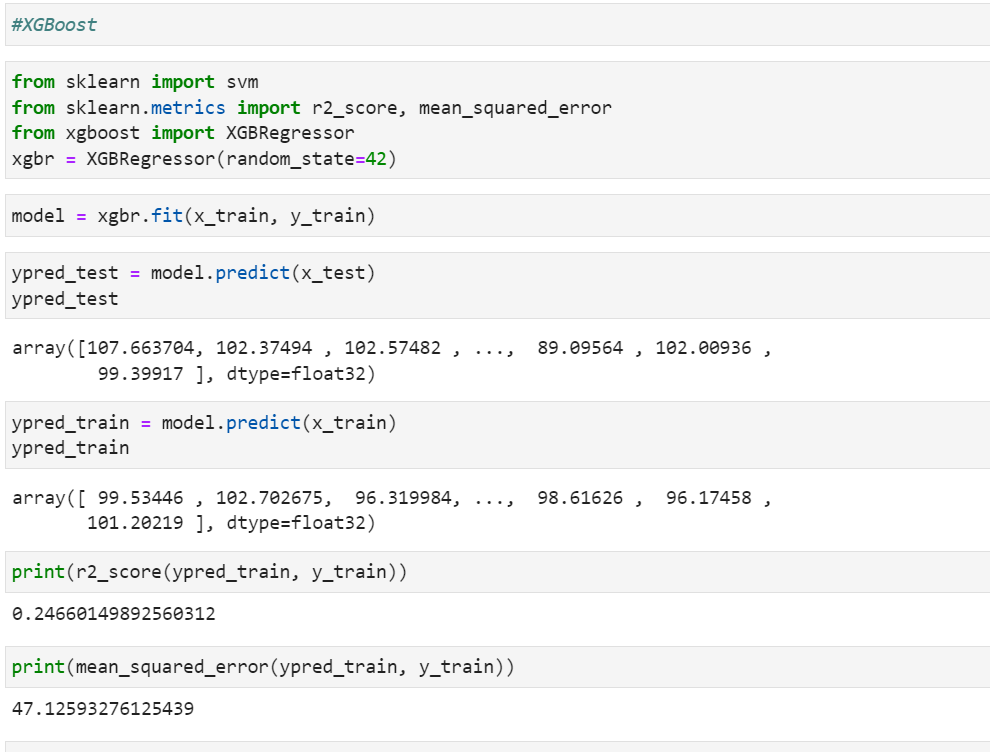 #XGBoost
from sklearn import svm
from sklearn.metrics import r2_score, mean_squared_error
from xgboost import XGBRegressor
xgbr = XGBRegressor(random_state=42)
model = xgbr.fit(x_train, y_train)
ypred_test = model.predict(x_test)
ypred_test
array([107.663704, 102.37494 , 102.57482 , ...,  89.09564 , 102.00936 ,
        99.39917 ], dtype=float32)
ypred_train = model.predict(x_train)
ypred_train
array([ 99.53446 , 102.702675,  96.319984, ...,  98.61626 ,  96.17458 ,
       101.20219 ], dtype=float32)
print(r2_score(ypred_train, y_train))
0.24660149892560312
print(mean_squared_error(ypred_train, y_train))
47.12593276125439